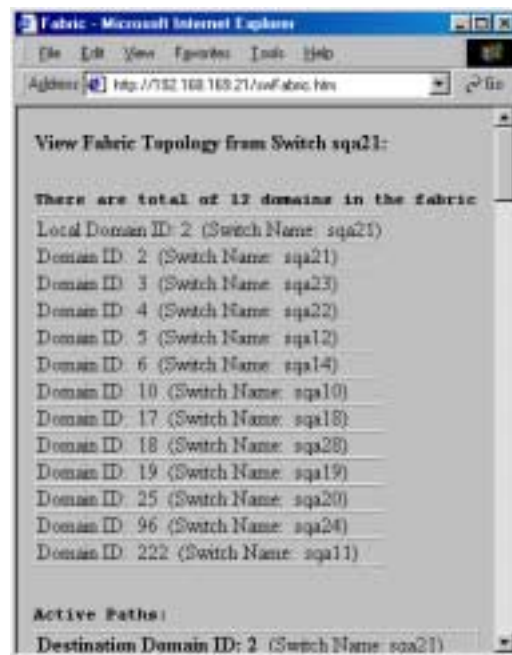 Fabric - Microsoft Internet Explorer
File Edit View Favorites Tools Help
Address http://192.168.169.21/swFabric.htm Go
View Fabric Topology from Switch sqa21:
There are total of 12 domains in the fabric
Local Domain ID: 2 (Switch Name: sqa21)
Domain ID: 2 (Switch Name: sqa21)
Domain ID: 3 (Switch Name: sqa23)
Domain ID: 4 (Switch Name: sqa22)
Domain ID: 5 (Switch Name: sqa12)
Domain ID: 6 (Switch Name: sqa14)
Domain ID: 10 (Switch Name: sqa10)
Domain ID: 17 (Switch Name: sqa18)
Domain ID: 18 (Switch Name: sqa28)
Domain ID: 19 (Switch Name: sqa19)
Domain ID: 25 (Switch Name: sqa20)
Domain ID: 96 (Switch Name: sqa24)
Domain ID: 222 (Switch Name: sqa11)
Active Paths:
Destination Domain ID: 2 (Switch Name: sqa21)